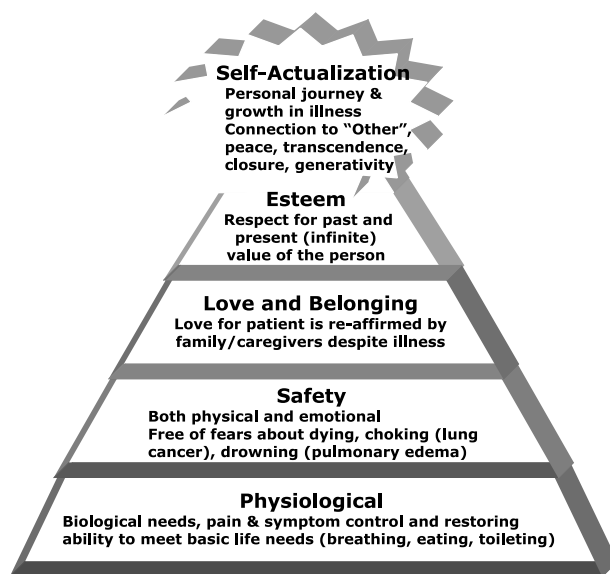 Self-Actualization
Personal journey &
growth in illness
Connection to “Other”,
peace, transcendence,
closure, generativity
Esteem
Respect for past and
present (infinite)
value of the person
Love and Belonging
Love for patient is re-affirmed by
family/caregivers despite illness
Safety
Both physical and emotional
Free of fears about dying, choking (lung
cancer), drowning (pulmonary edema)
Physiological
Biological needs, pain & symptom control and restoring
ability to meet basic life needs (breathing, eating, toileting)